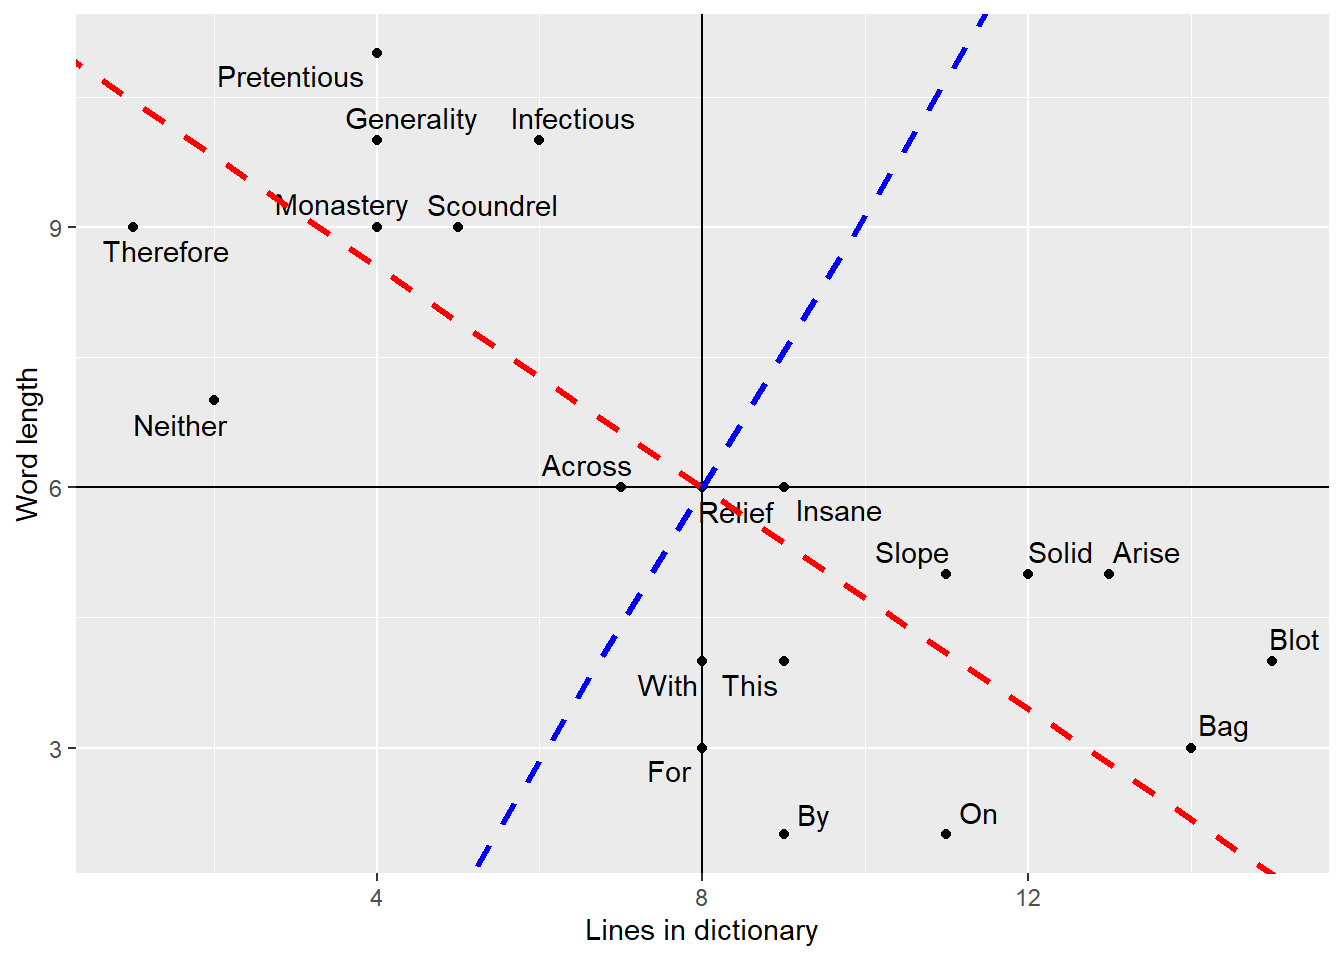 Pretentious
Generality Infectious
Monastery Scoundrel
9
Therefore
Neither
Word length
Across
6
Relief Insane
Slope Solid Arise
Blot
With This
Bag
3
For
By On
4 8 12
Lines in dictionary